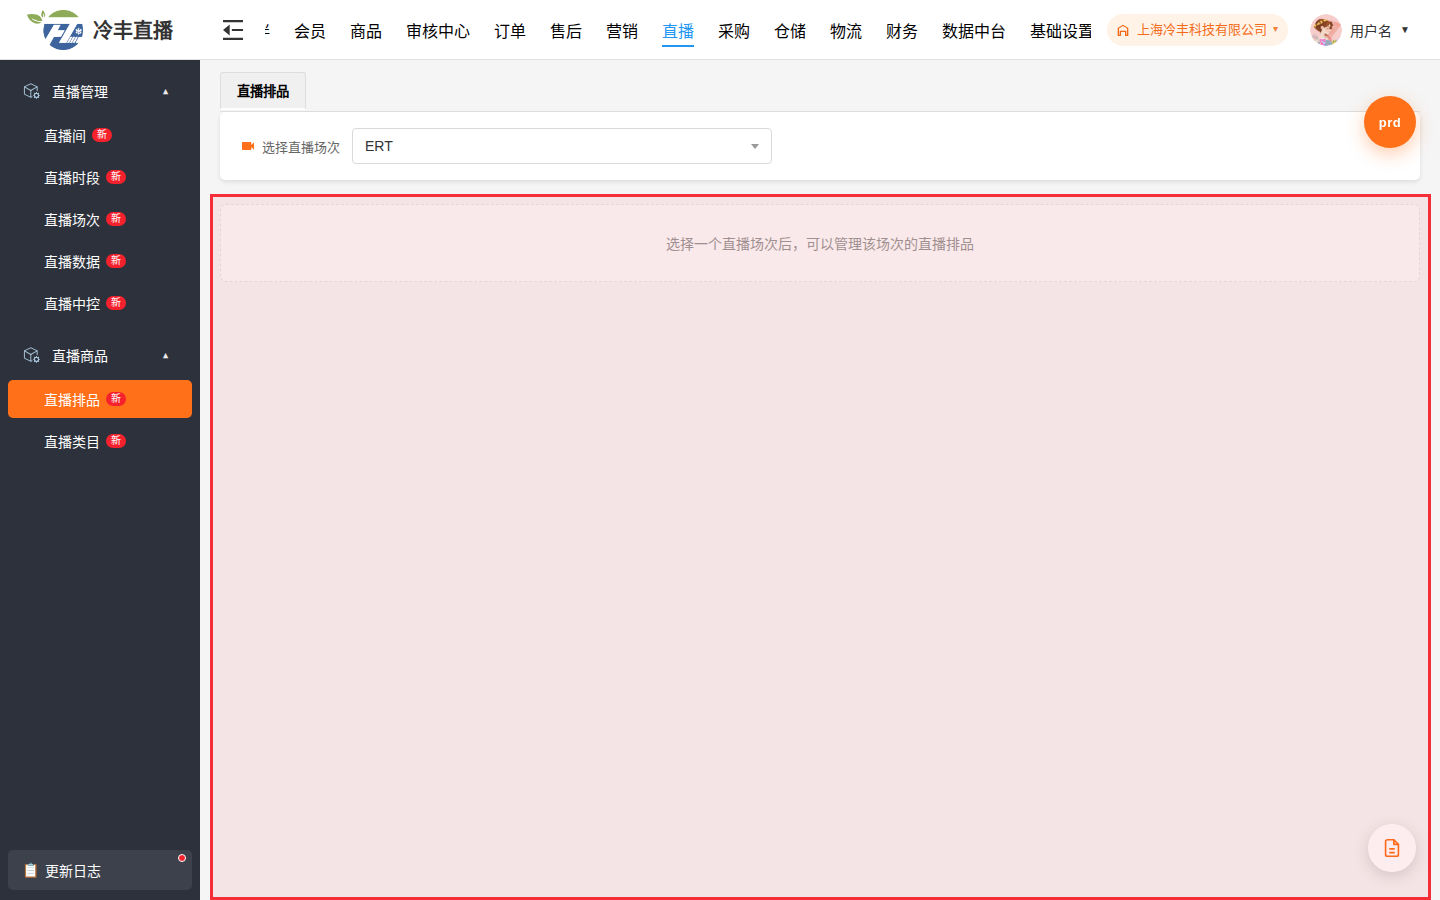 冷丰直播
会员 商品 审核中心 订单 售后 营销 直播 采购 仓储 物流 财务 数据中台 基础设置
上海冷丰科技有限公司
用户名
直播管理
直播间 新
直播时段 新
直播场次 新
直播数据 新
直播中控 新
直播商品
直播排品 新
直播类目 新
更新日志
直播排品
选择直播场次 ERT
prd
选择一个直播场次后，可以管理该场次的直播排品